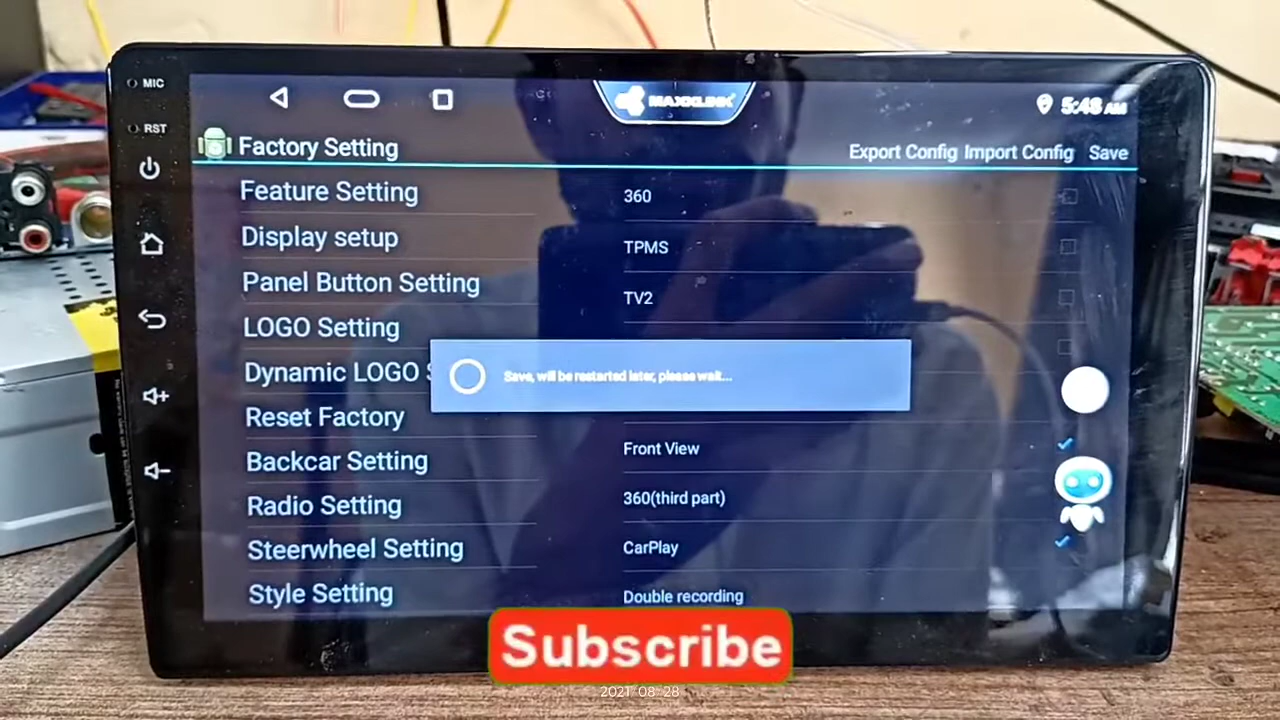 MIC
MAXXLINK
5:48 AM
RST
Factory Setting
Export Config Import Config Save
Feature Setting
360
Display setup
TPMS
Panel Button Setting
TV2
LOGO Setting
Dynamic LOGO S
Save, will be restarted later, please wait...
Reset Factory
Front View
Backcar Setting
360(third part)
Radio Setting
CarPlay
Steerwheel Setting
Style Setting
Double recording
Subscribe
2021 08 28